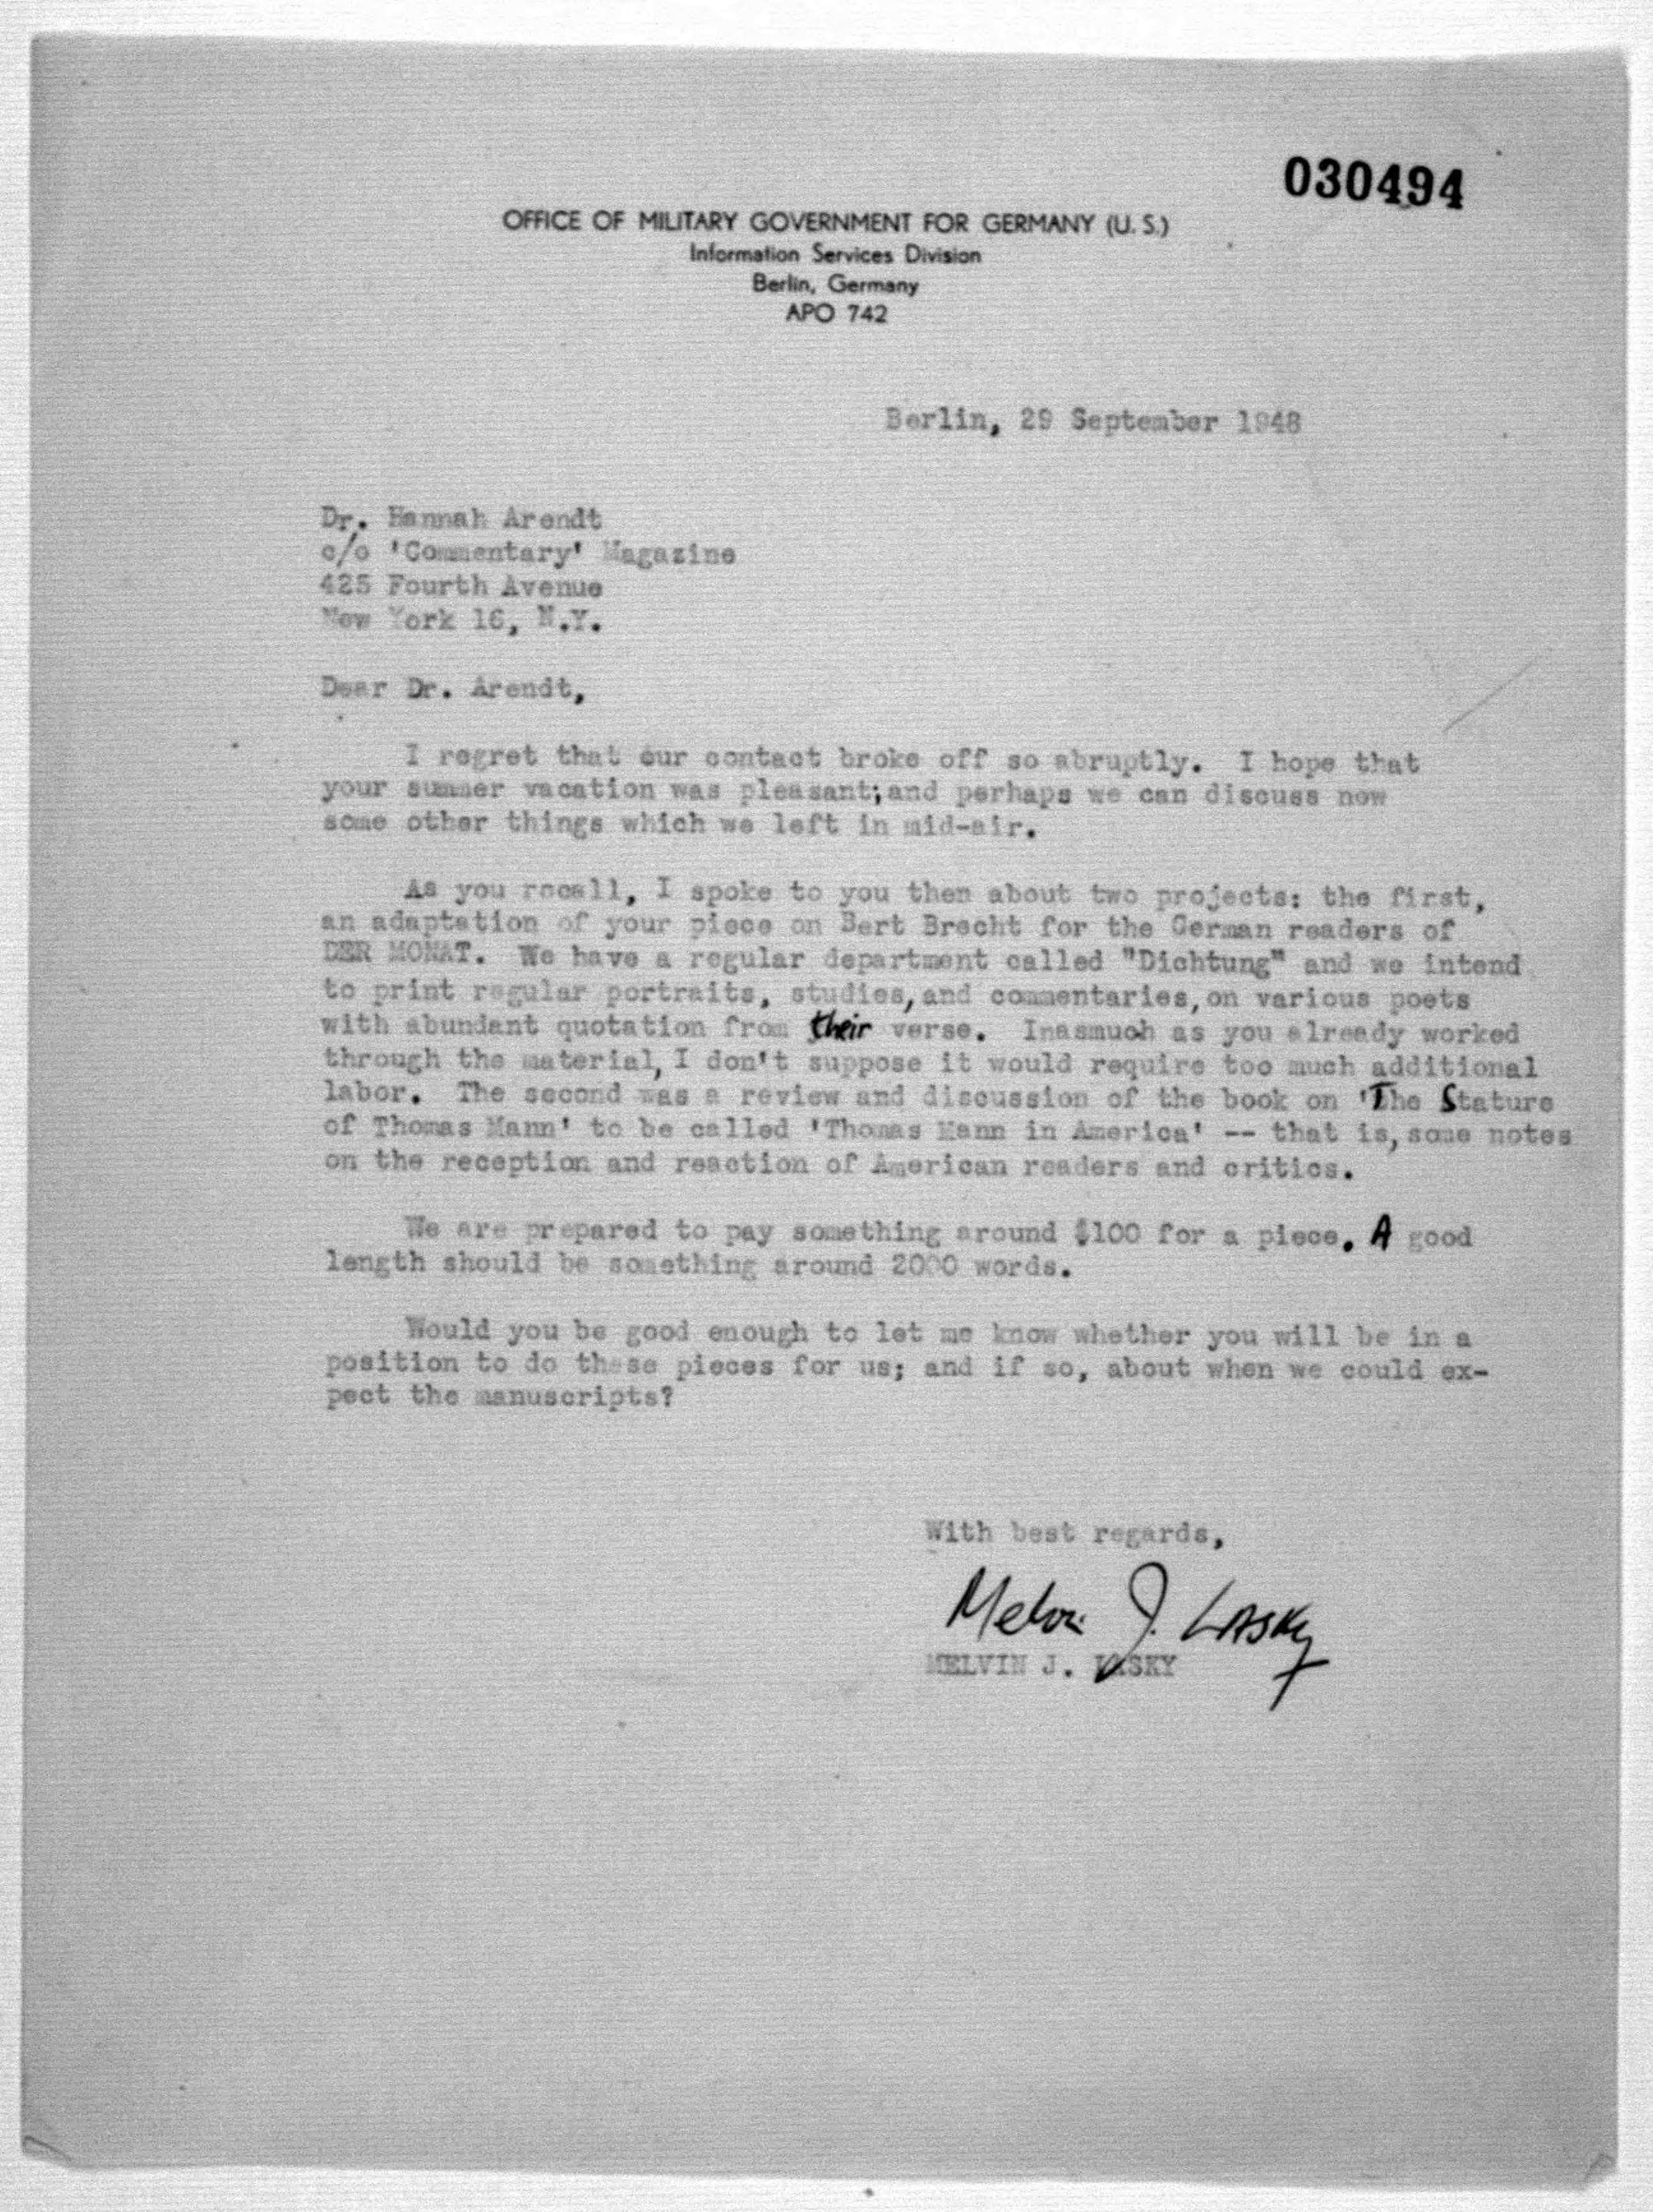 030494
OFFICE OF MILITARY GOVERNMENT FOR GERMANY (U. S.)
Information Services Division
Berlin, Germany
APO 742
Berlin, 29 September 1948
Dr. Hannah Arendt
c/o 'Commentary' Magazine
425 Fourth Avenue
New York 16, N.Y.
Dear Dr. Arendt,
I regret that our contact broke off so abruptly. I hope that
your summer vacation was pleasant; and perhaps we can discuss now
some other things which we left in mid-air.
As you recall, I spoke to you then about two projects: the first,
an adaptation of your piece on Bert Brecht for the German readers of
DER MONAT. We have a regular department called "Dichtung" and we intend
to print regular portraits, studies, and commentaries, on various poets
with abundant quotation from their verse. Inasmuch as you already worked
through the material, I don't suppose it would require too much additional
labor. The second was a review and discussion of the book on 'The Stature
of Thomas Mann' to be called 'Thomas Mann in America' -- that is, some notes
on the reception and reaction of American readers and critics.
We are prepared to pay something around $100 for a piece. A good
length should be something around 2000 words.
Would you be good enough to let me know whether you will be in a
position to do these pieces for us; and if so, about when we could ex-
pect the manuscripts?
With best regards,
Melvin J. Lasky
MELVIN J. LASKY